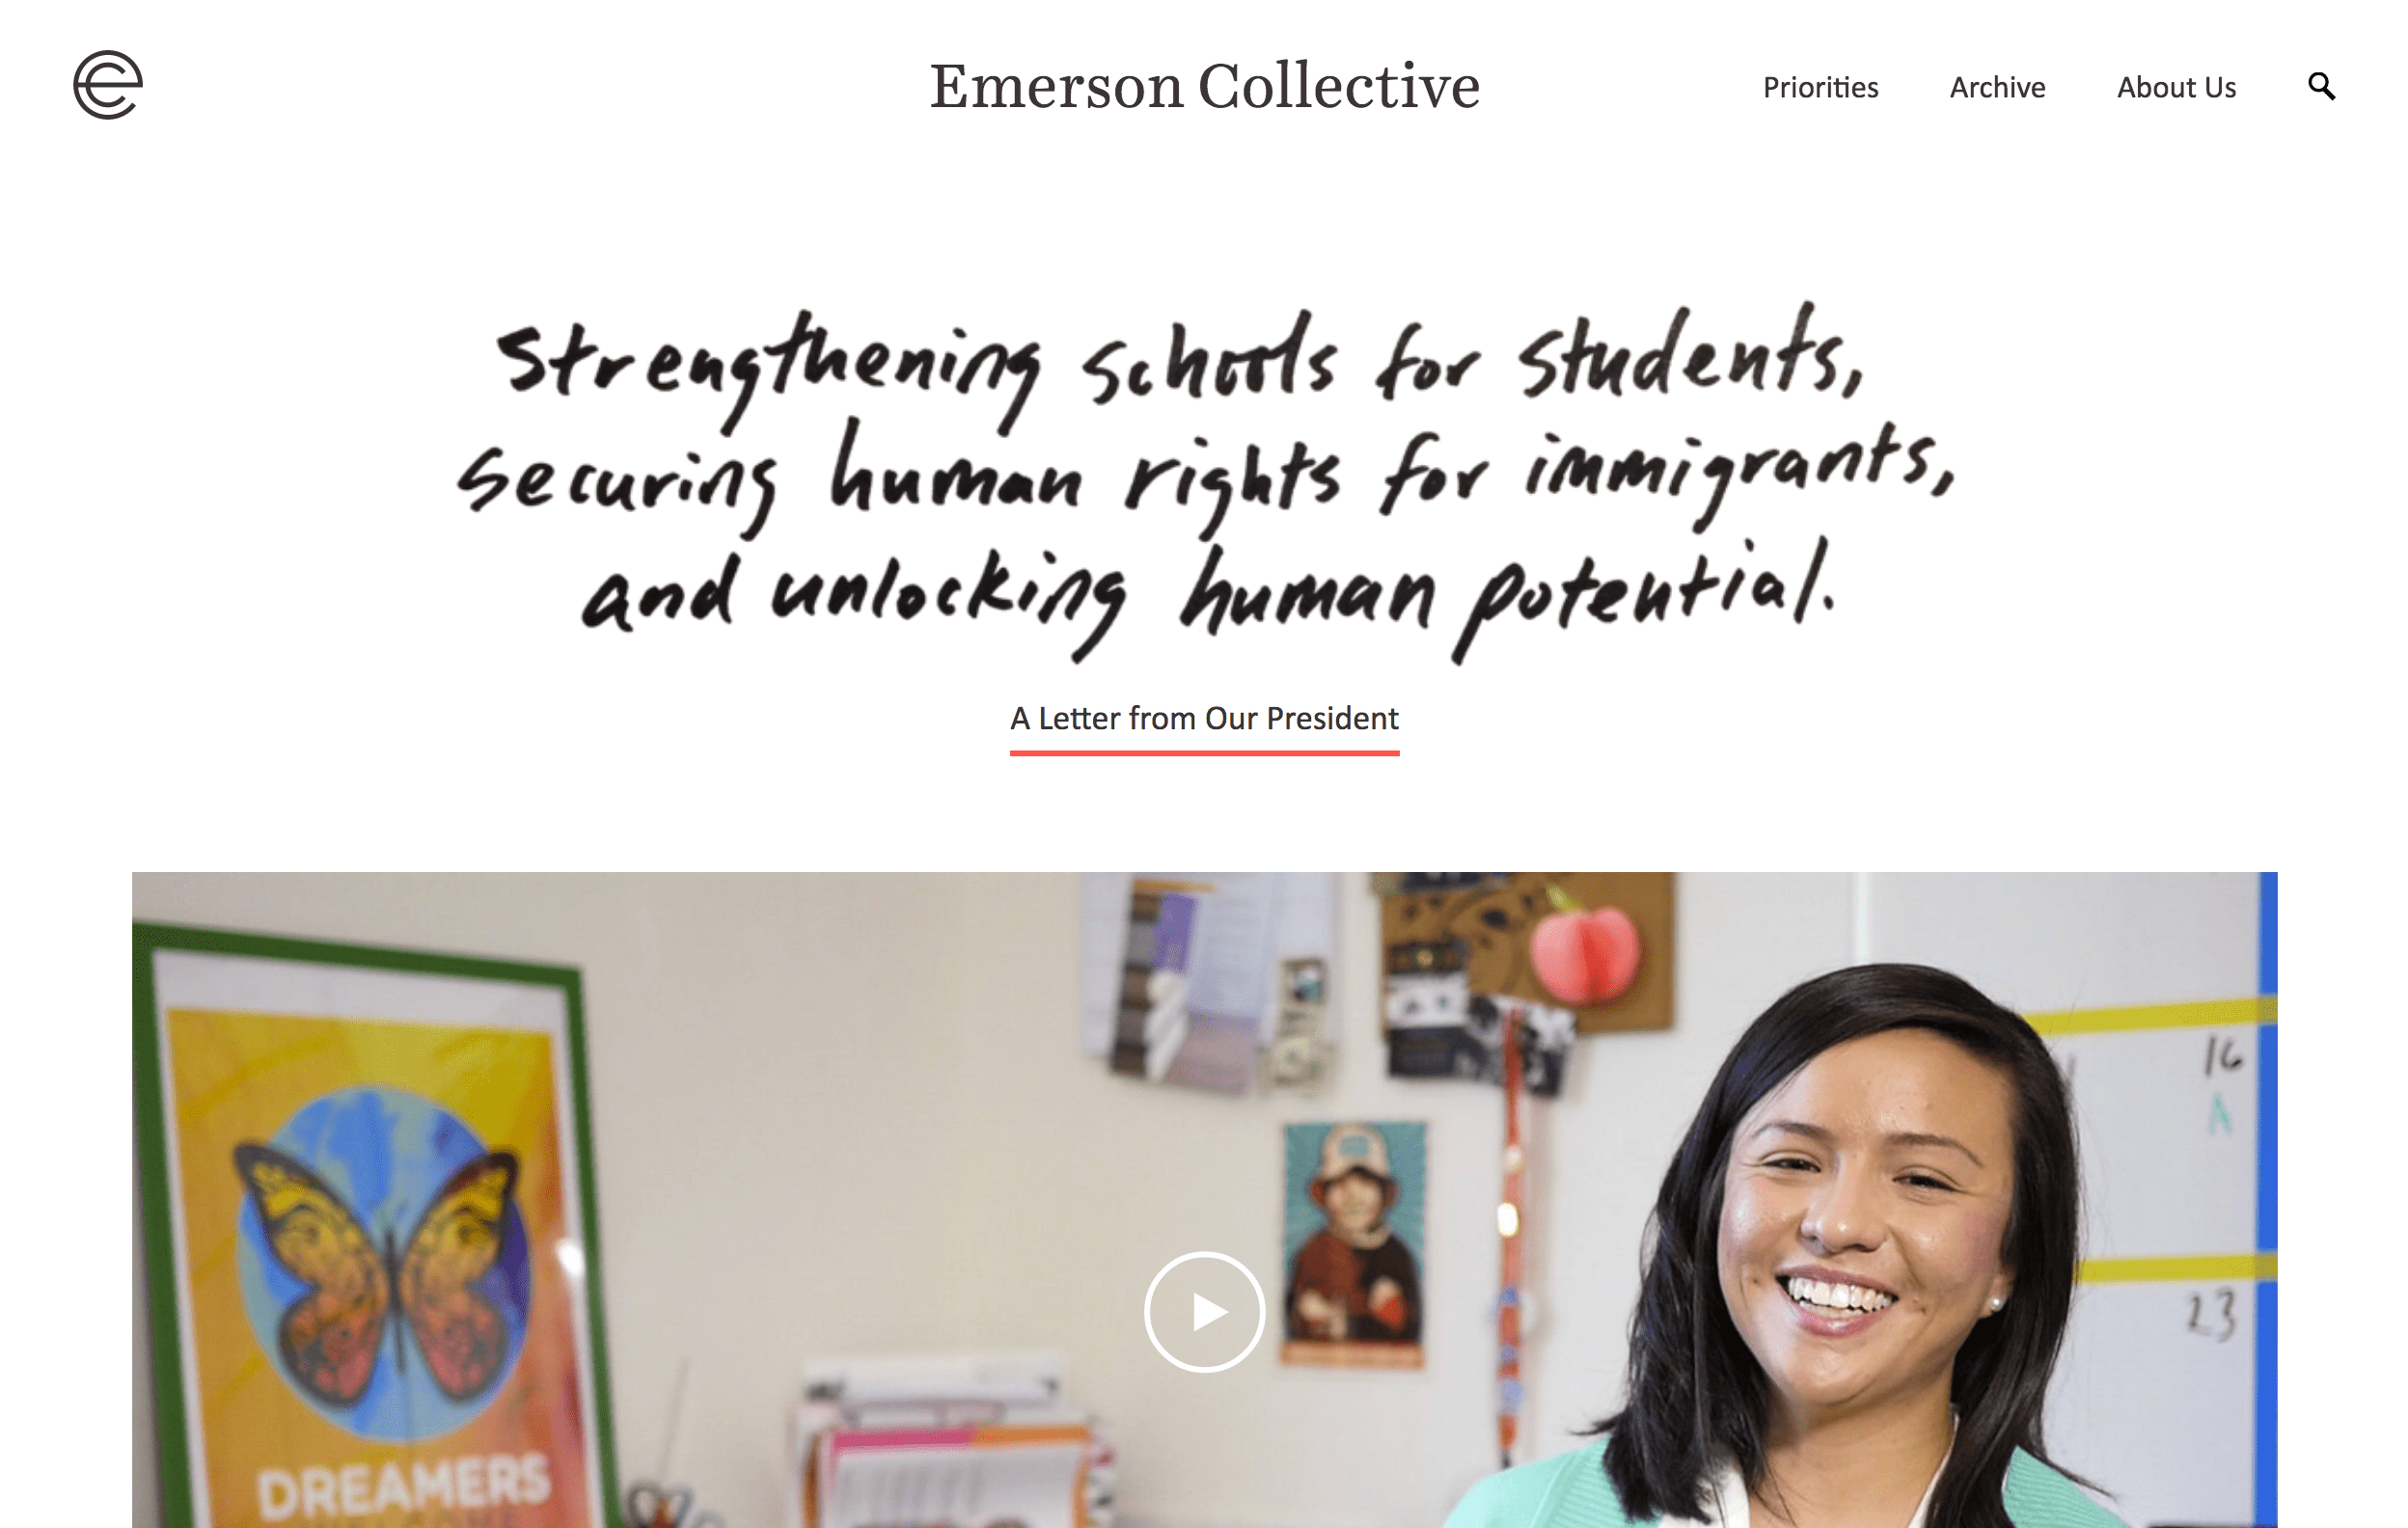 Emerson Collective
Priorities
Archive
About Us
Strengthening schools for students,
securing human rights for immigrants,
and unlocking human potential.
A Letter from Our President
16
A
23
DREAMERS
WELCOME